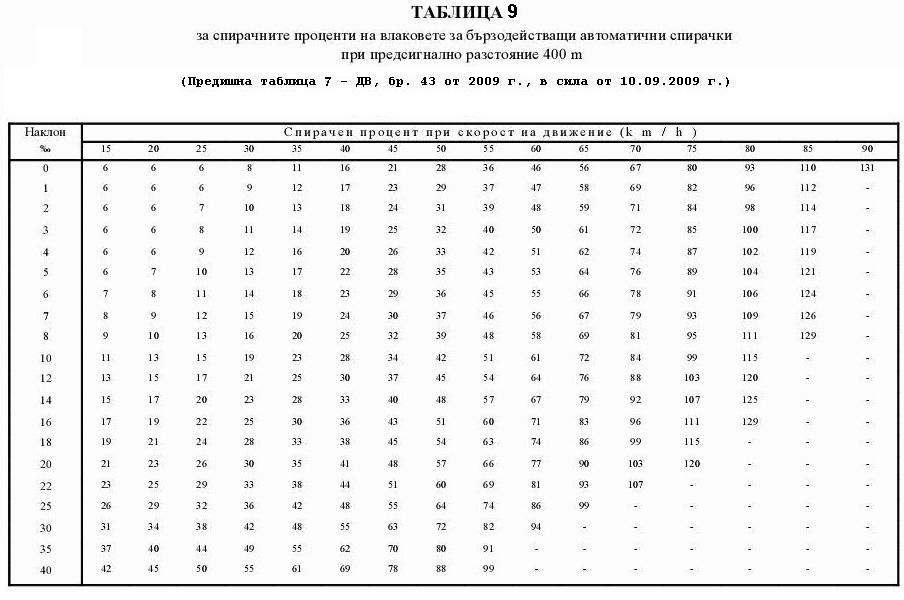 ТАБЛИЦА 9
за спирачните проценти на влаковете за бързодействащи автоматични спирачки
при предсигнално разстояние 400 m
(Предишна таблица 7 – ДВ, бр. 43 от 2009 г., в сила от 10.09.2009 г.)
Наклон Спирачен процент при скорост на движение (k m / h )
‰ 15 20 25 30 35 40 45 50 55 60 65 70 75 80 85 90
0 6 6 6 8 11 16 21 28 36 46 56 67 80 93 110 131
1 6 6 6 9 12 17 23 29 37 47 58 69 82 96 112 -
2 6 6 7 10 13 18 24 31 39 48 59 71 84 98 114 -
3 6 6 8 11 14 19 25 32 40 50 61 72 85 100 117 -
4 6 6 9 12 16 20 26 33 42 51 62 74 87 102 119 -
5 6 7 10 13 17 22 28 35 43 53 64 76 89 104 121 -
6 7 8 11 14 18 23 29 36 45 55 66 78 91 106 124 -
7 8 9 12 15 19 24 30 37 46 56 67 79 93 109 126 -
8 9 10 13 16 20 25 32 39 48 58 69 81 95 111 129 -
10 11 13 15 19 23 28 34 42 51 61 72 84 99 115 - -
12 13 15 17 21 25 30 37 45 54 64 76 88 103 120 - -
14 15 17 20 23 28 33 40 48 57 67 79 92 107 125 - -
16 17 19 22 25 30 36 43 51 60 71 83 96 111 129 - -
18 19 21 24 28 33 38 45 54 63 74 86 99 115 - - -
20 21 23 26 30 35 41 48 57 66 77 90 103 120 - - -
22 23 25 29 33 38 44 51 60 69 81 93 107 - - - -
25 26 29 32 36 42 48 55 64 74 86 99 - - - - -
30 31 34 38 42 48 55 63 72 82 94 - - - - - -
35 37 40 44 49 55 62 70 80 91 - - - - - - -
40 42 45 50 55 61 69 78 88 99 - - - - - - -